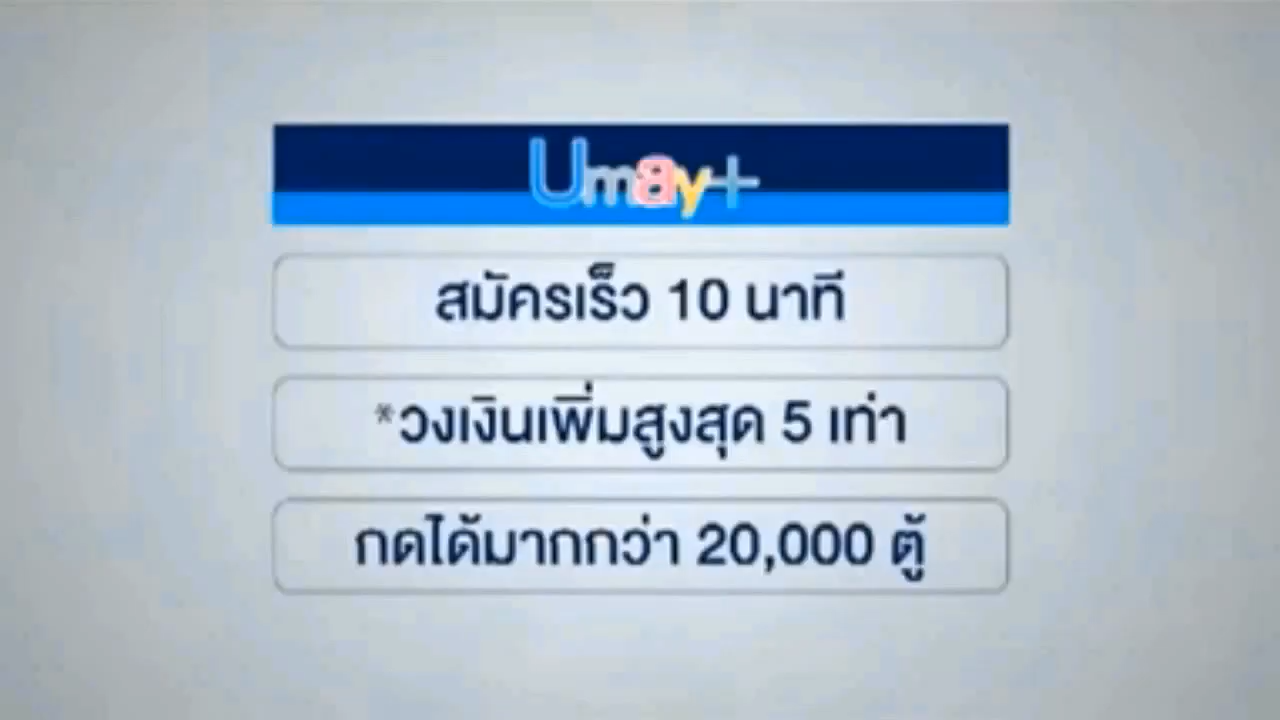 Umay+
สมัครเร็ว 10 นาที
*วงเงินเพิ่มสูงสุด 5 เท่า
กดได้มากกว่า 20,000 ตู้